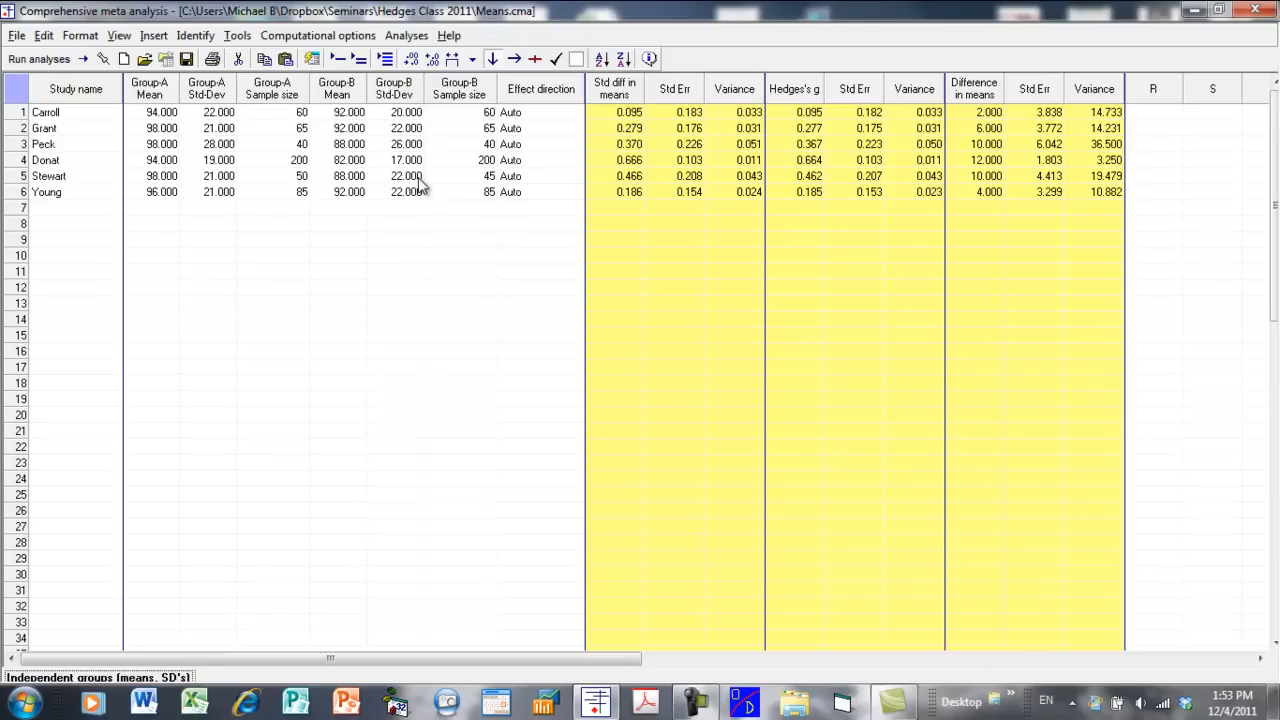 Comprehensive meta analysis - [C:\Users\Michael B\Dropbox\Seminars\Hedges Class 2011\Means.cma]
File Edit Format View Insert Identify Tools Computational options Analyses Help
Run analyses
Study name Group-A Mean Group-A Std-Dev Group-A Sample size Group-B Mean Group-B Std-Dev Group-B Sample size Effect direction Std diff in means Std Err Variance Hedges's g Std Err Variance Difference in means Std Err Variance R S
1 Carroll 94.000 22.000 60 92.000 20.000 60 Auto 0.095 0.183 0.033 0.095 0.182 0.033 2.000 3.838 14.733
2 Grant 98.000 21.000 65 92.000 22.000 65 Auto 0.279 0.176 0.031 0.277 0.175 0.031 6.000 3.772 14.231
3 Peck 98.000 28.000 40 88.000 26.000 40 Auto 0.370 0.226 0.051 0.367 0.223 0.050 10.000 6.042 36.500
4 Donat 94.000 19.000 200 82.000 17.000 200 Auto 0.666 0.103 0.011 0.664 0.103 0.011 12.000 1.803 3.250
5 Stewart 98.000 21.000 50 88.000 22.000 45 Auto 0.466 0.208 0.043 0.462 0.207 0.043 10.000 4.413 19.479
6 Young 96.000 21.000 85 92.000 22.000 85 Auto 0.186 0.154 0.024 0.185 0.153 0.023 4.000 3.299 10.882
7
8
9
10
11
12
13
14
15
16
17
18
19
20
21
22
23
24
25
26
27
28
29
30
31
32
33
34
Independent groups (means, SD's)
Desktop EN 1:53 PM
12/4/2011